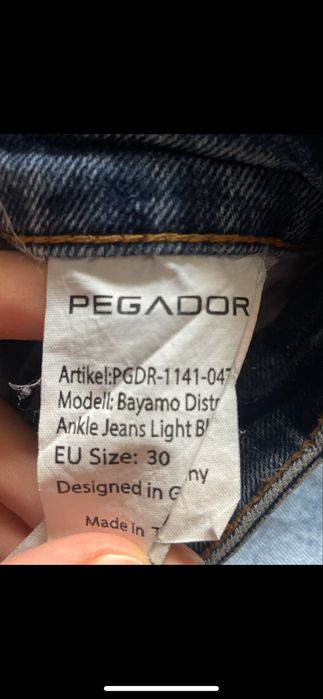 PEGADOR
Artikel:PGDR-1141-047
Modell: Bayamo Distr
Ankle Jeans Light Bl
EU Size: 30
Designed in G ny
Made in T